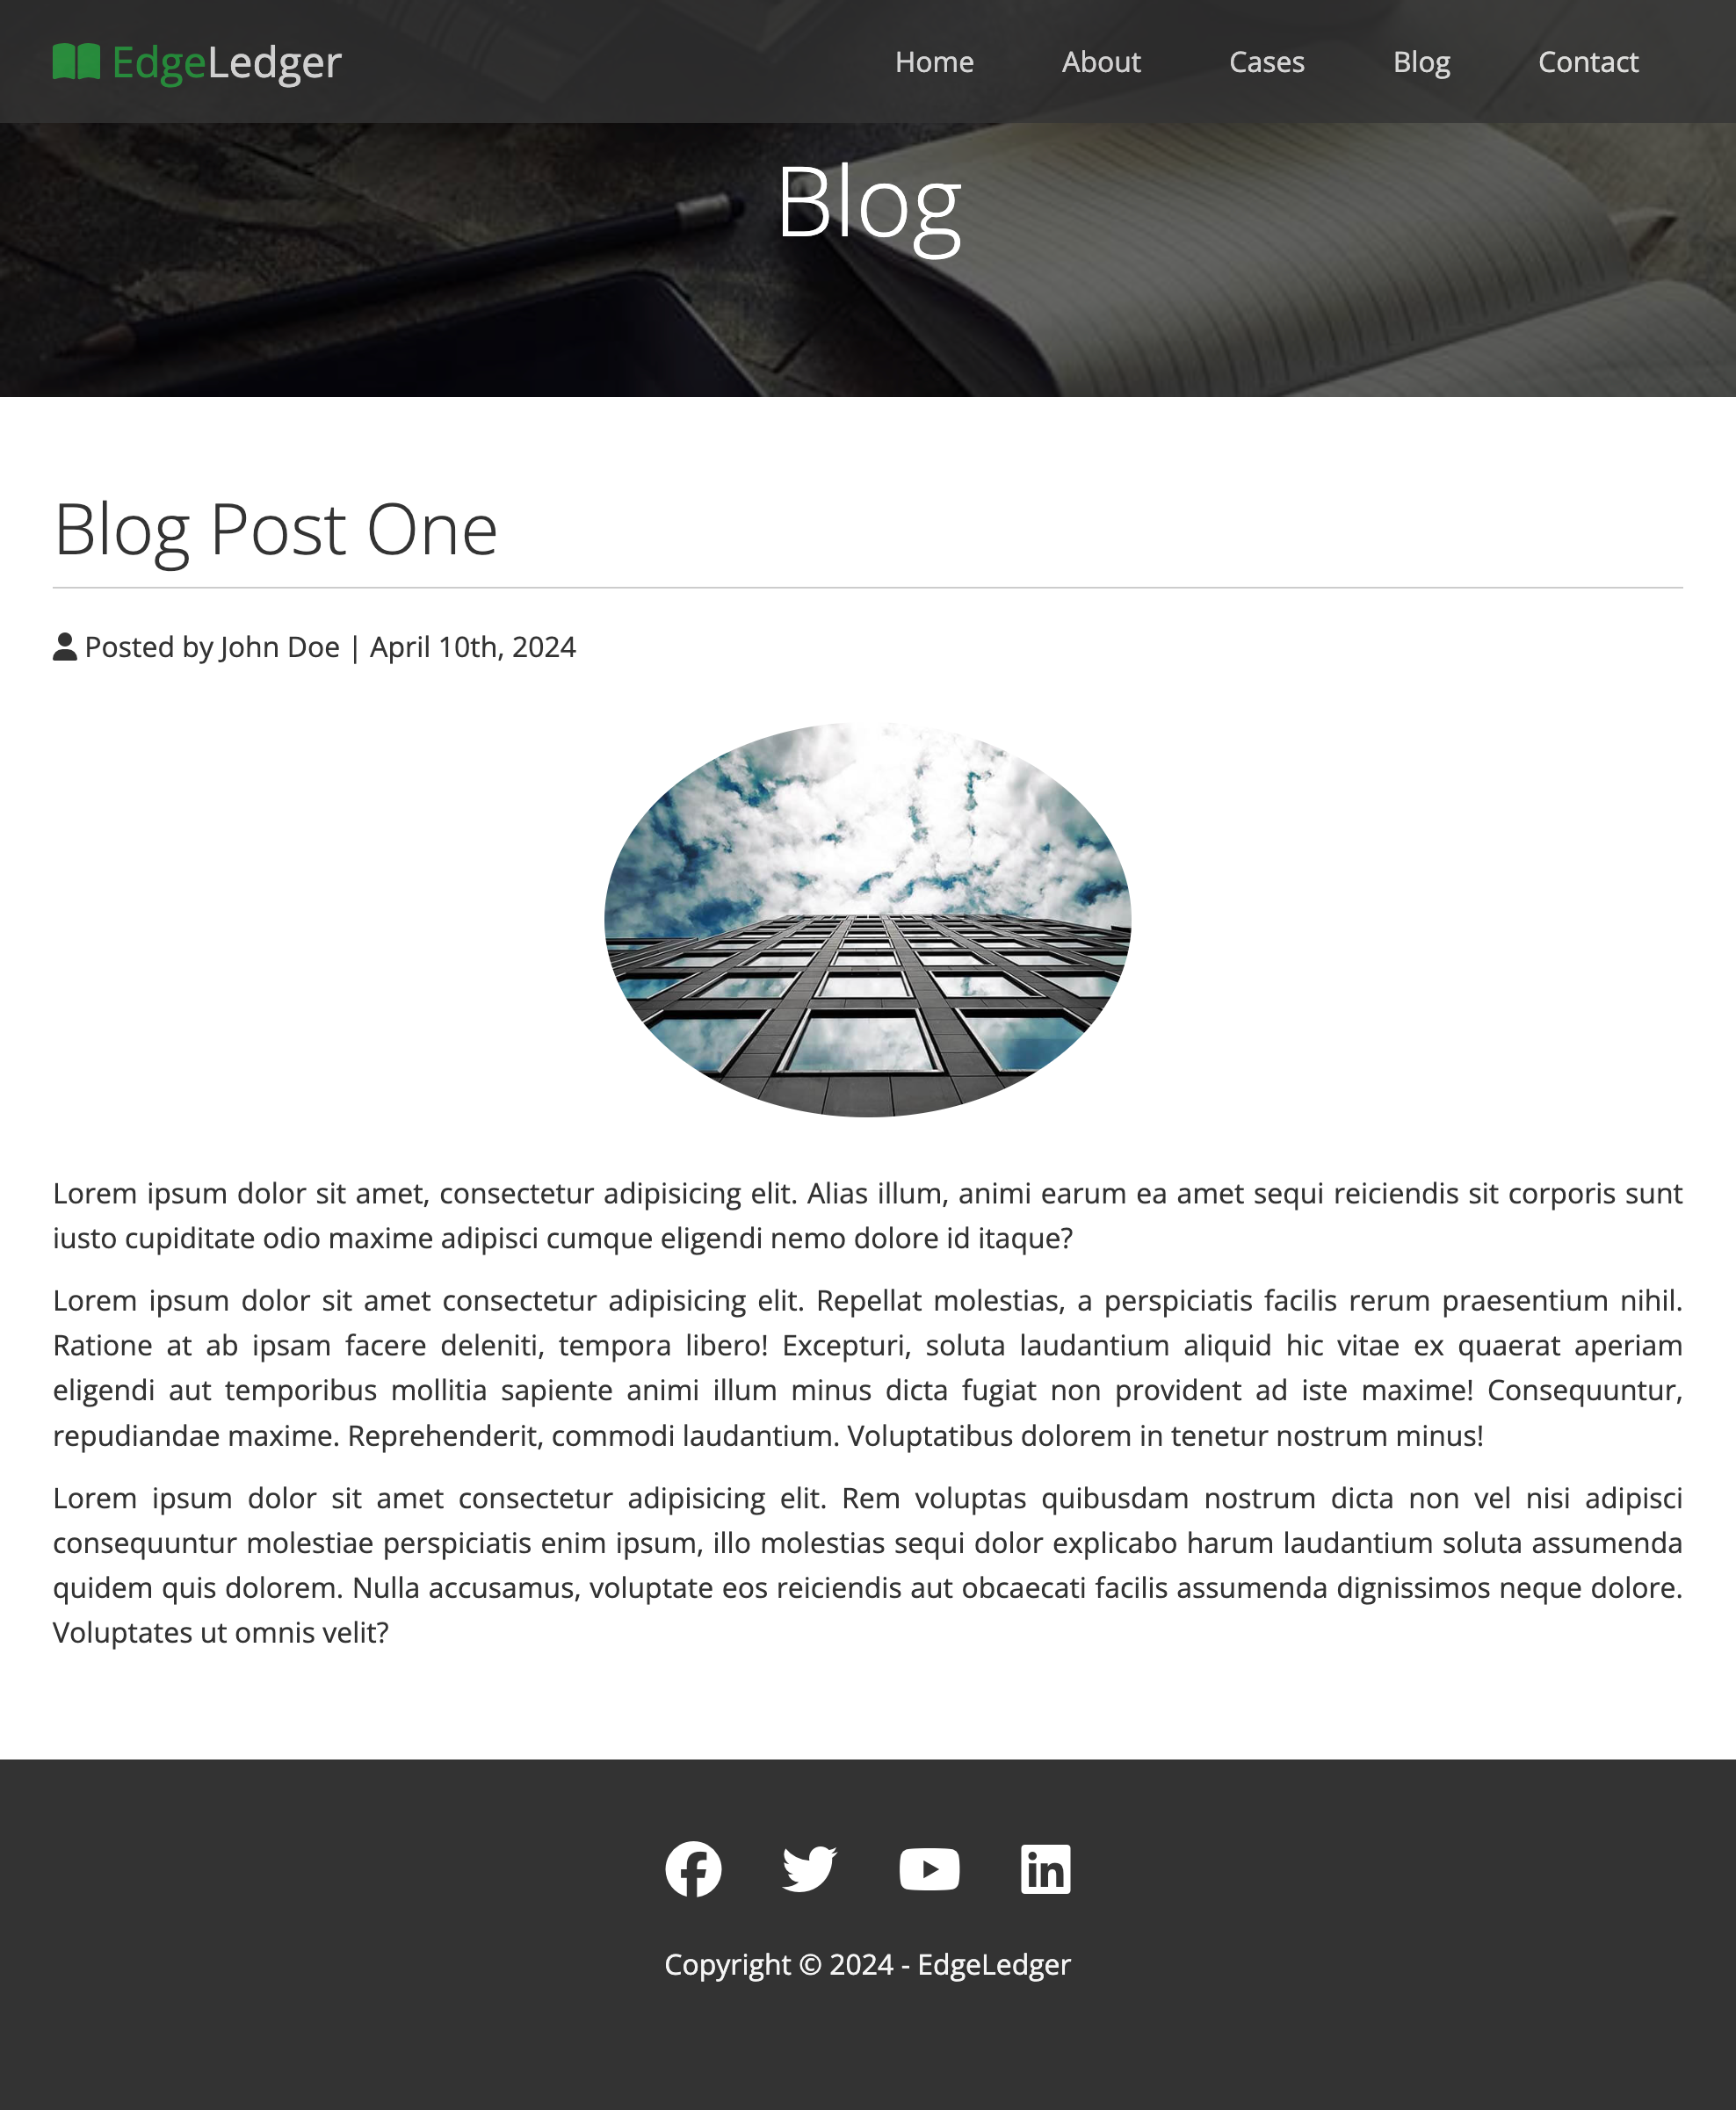 EdgeLedger
Home About Cases Blog Contact
Blog
Blog Post One
Posted by John Doe | April 10th, 2024
Lorem ipsum dolor sit amet, consectetur adipisicing elit. Alias illum, animi earum ea amet sequi reiciendis sit corporis sunt
iusto cupiditate odio maxime adipisci cumque eligendi nemo dolore id itaque?
Lorem ipsum dolor sit amet consectetur adipisicing elit. Repellat molestias, a perspiciatis facilis rerum praesentium nihil.
Ratione at ab ipsam facere deleniti, tempora libero! Excepturi, soluta laudantium aliquid hic vitae ex quaerat aperiam
eligendi aut temporibus mollitia sapiente animi illum minus dicta fugiat non provident ad iste maxime! Consequuntur,
repudiandae maxime. Reprehenderit, commodi laudantium. Voluptatibus dolorem in tenetur nostrum minus!
Lorem ipsum dolor sit amet consectetur adipisicing elit. Rem voluptas quibusdam nostrum dicta non vel nisi adipisci
consequuntur molestiae perspiciatis enim ipsum, illo molestias sequi dolor explicabo harum laudantium soluta assumenda
quidem quis dolorem. Nulla accusamus, voluptate eos reiciendis aut obcaecati facilis assumenda dignissimos neque dolore.
Voluptates ut omnis velit?
Copyright © 2024 - EdgeLedger